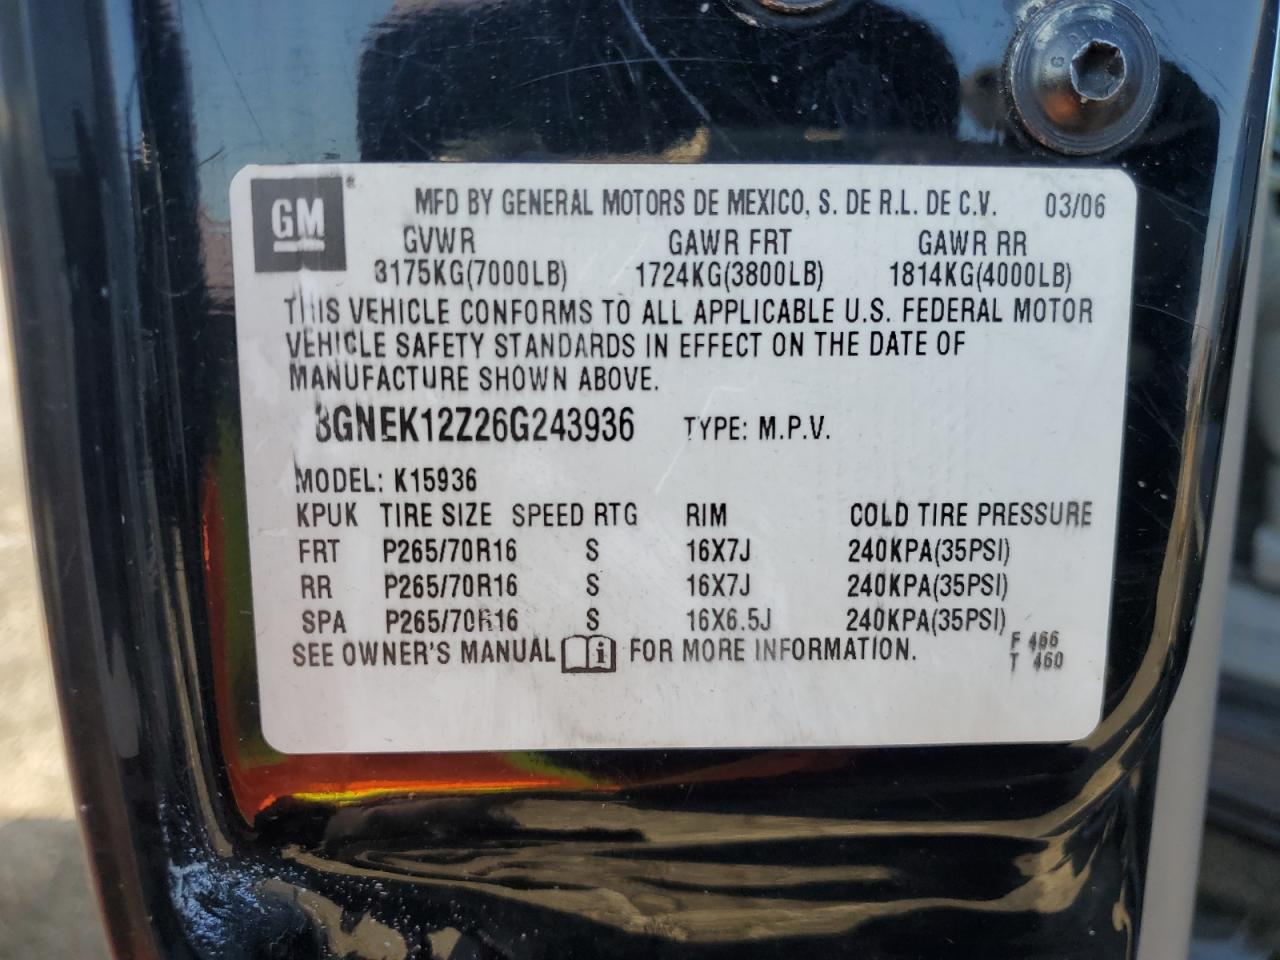 GM® MFD BY GENERAL MOTORS DE MEXICO, S. DE R.L. DE C.V. 03/06
GVWR GAWR FRT GAWR RR
3175KG(7000LB) 1724KG(3800LB) 1814KG(4000LB)
THIS VEHICLE CONFORMS TO ALL APPLICABLE U.S. FEDERAL MOTOR
VEHICLE SAFETY STANDARDS IN EFFECT ON THE DATE OF
MANUFACTURE SHOWN ABOVE.
3GNEK12Z26G243936 TYPE: M.P.V.
MODEL: K15936
KPUK TIRE SIZE SPEED RTG RIM COLD TIRE PRESSURE
FRT P265/70R16 S 16X7J 240KPA(35PSI)
RR P265/70R16 S 16X7J 240KPA(35PSI)
SPA P265/70R16 S 16X6.5J 240KPA(35PSI)
SEE OWNER'S MANUAL i FOR MORE INFORMATION.
F 466
T 460